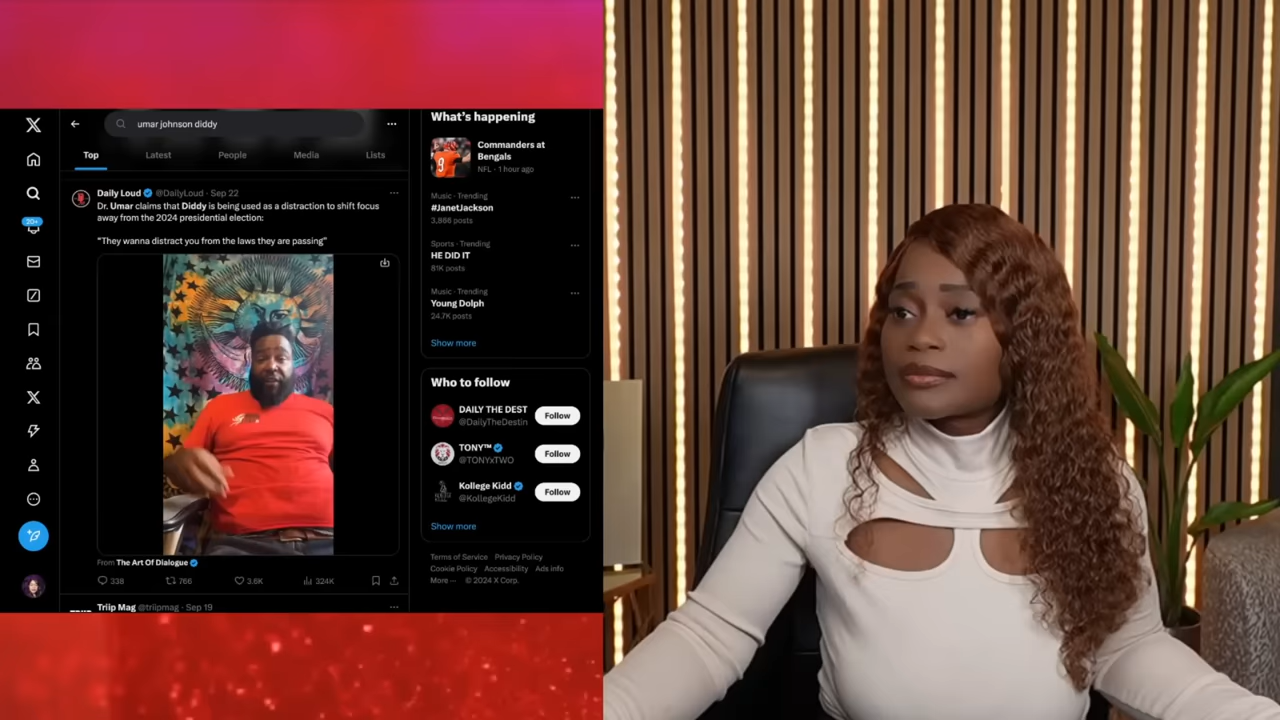 umar johnson diddy
Top
Latest
People
Media
Lists
Daily Loud @DailyLoud · Sep 22
Dr. Umar claims that Diddy is being used as a distraction to shift focus
away from the 2024 presidential election:
"They wanna distract you from the laws they are passing"
From The Art Of Dialogue
338
766
3.6K
324K
Triip Mag @triipmag · Sep 19
20+
What's happening
Commanders at
Bengals
NFL · 1 hour ago
9
Music · Trending
#JanetJackson
3,886 posts
Sports · Trending
HE DID IT
81K posts
Music · Trending
Young Dolph
24.7K posts
Show more
Who to follow
DAILY THE DEST
@DailyTheDestin
Follow
TONY™
@TONYxTWO
Follow
Kollege Kidd
@KollegeKidd
Follow
Show more
Terms of Service Privacy Policy
Cookie Policy Accessibility Ads info
More ··· © 2024 X Corp.